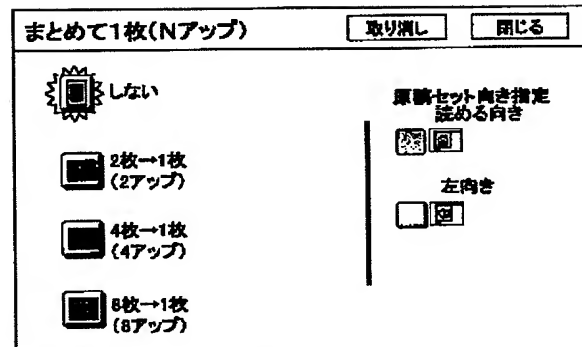 まとめて1枚(Nアップ)
取り消し
閉じる
しない
2枚→1枚
(2アップ)
4枚→1枚
(4アップ)
8枚→1枚
(8アップ)
原稿セット向き指定
読める向き
左向き